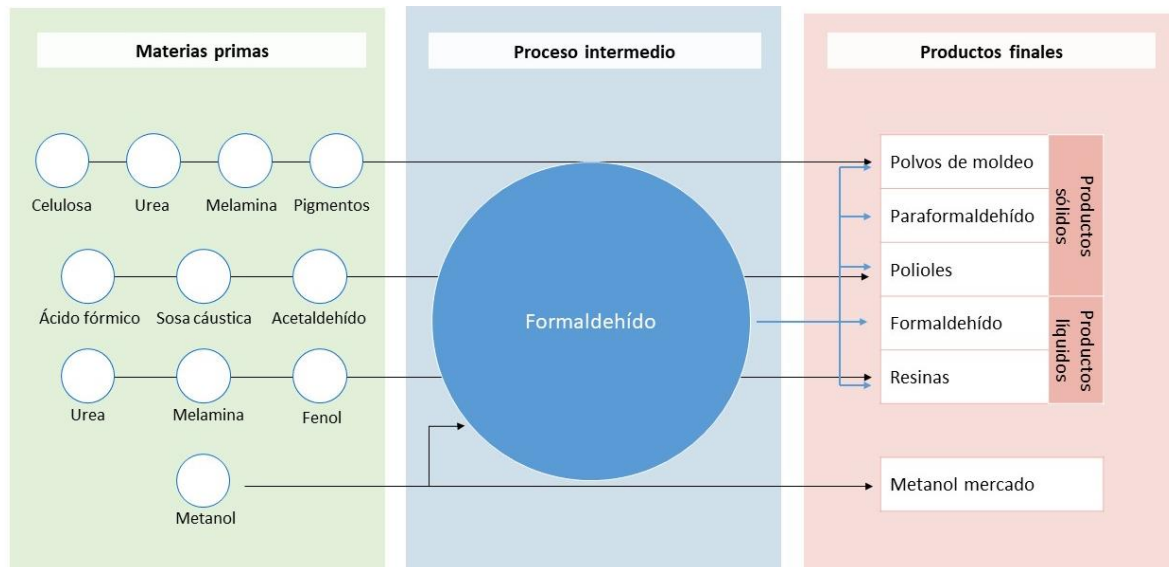 Materias primas
Proceso intermedio
Productos finales
Celulosa
Urea
Melamina
Pigmentos
Ácido fórmico
Sosa cáustica
Acetaldehído
Urea
Melamina
Fenol
Metanol
Formaldehído
Polvos de moldeo
Paraformaldehído
Polioles
Formaldehído
Resinas
Productos
sólidos
Productos
líquidos
Metanol mercado